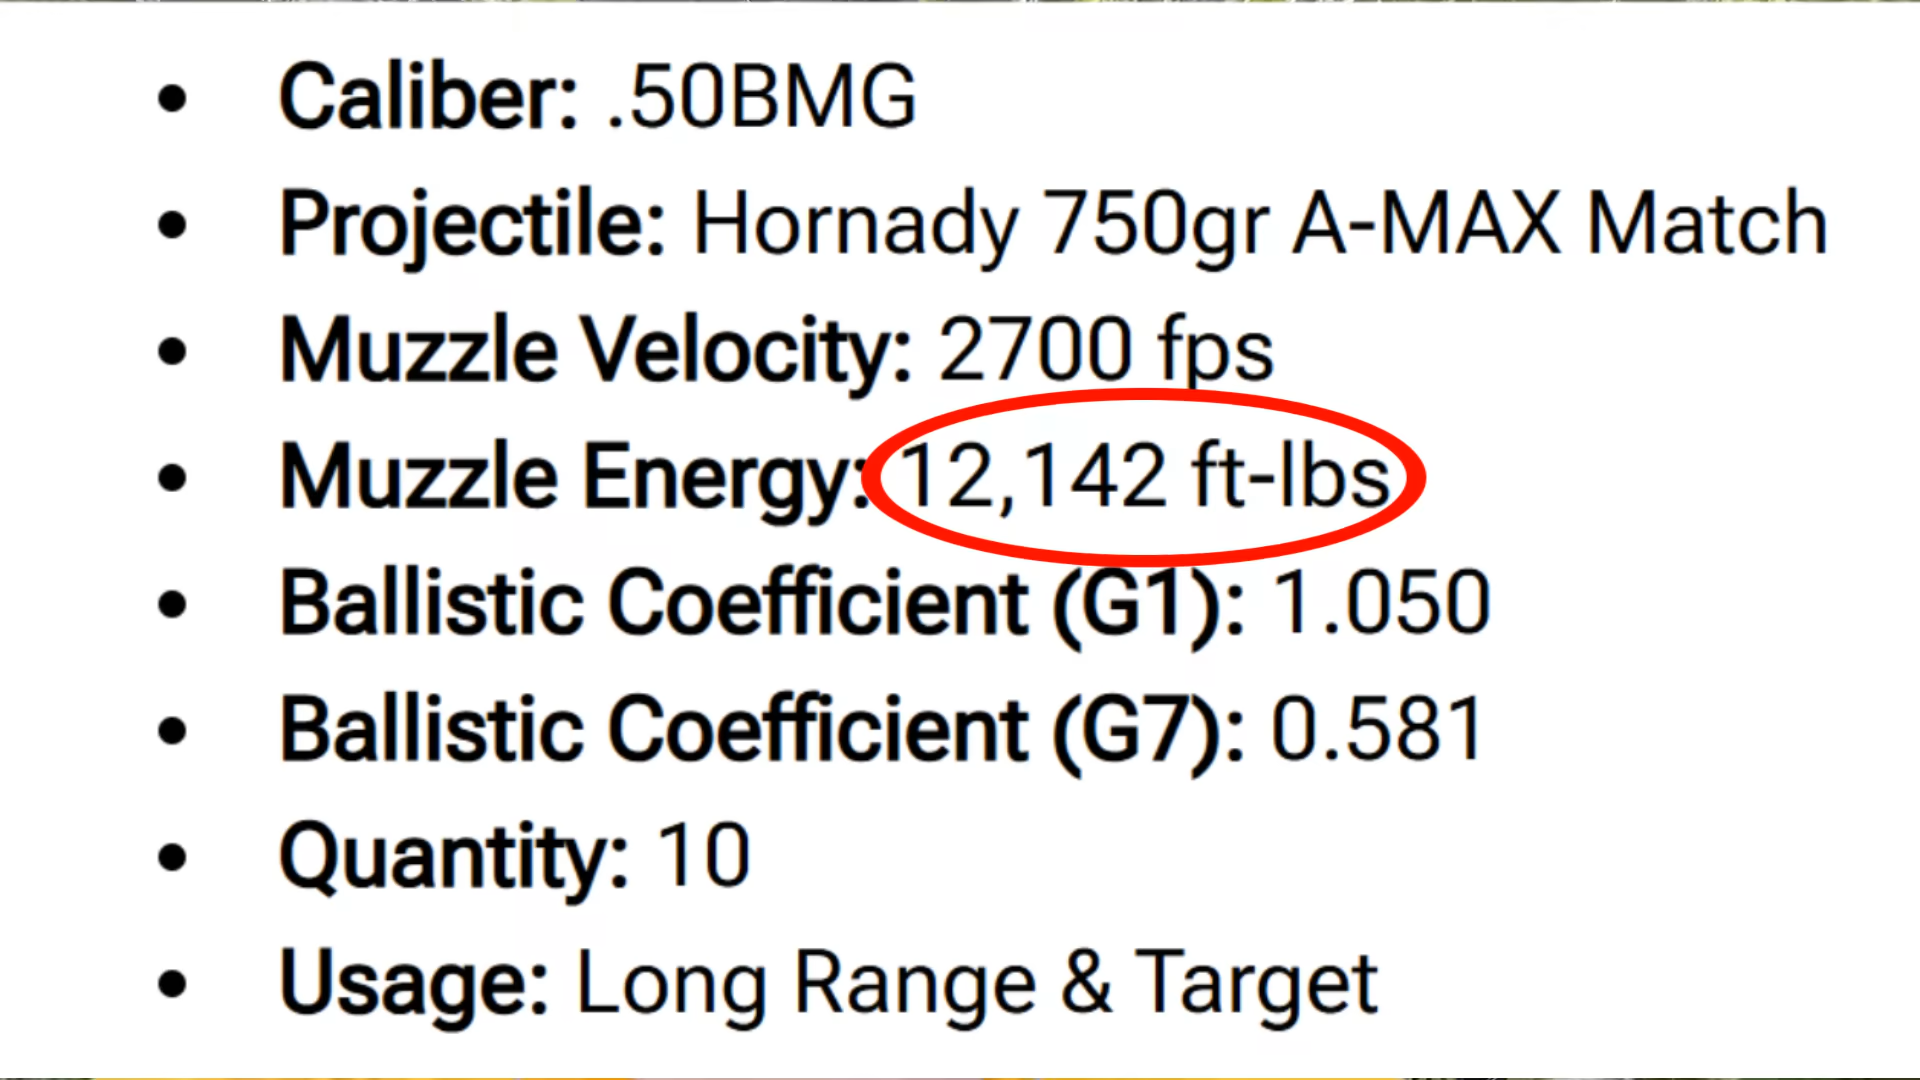 • Caliber: .50BMG
• Projectile: Hornady 750gr A-MAX Match
• Muzzle Velocity: 2700 fps
• Muzzle Energy: 12,142 ft-lbs
• Ballistic Coefficient (G1): 1.050
• Ballistic Coefficient (G7): 0.581
• Quantity: 10
• Usage: Long Range & Target